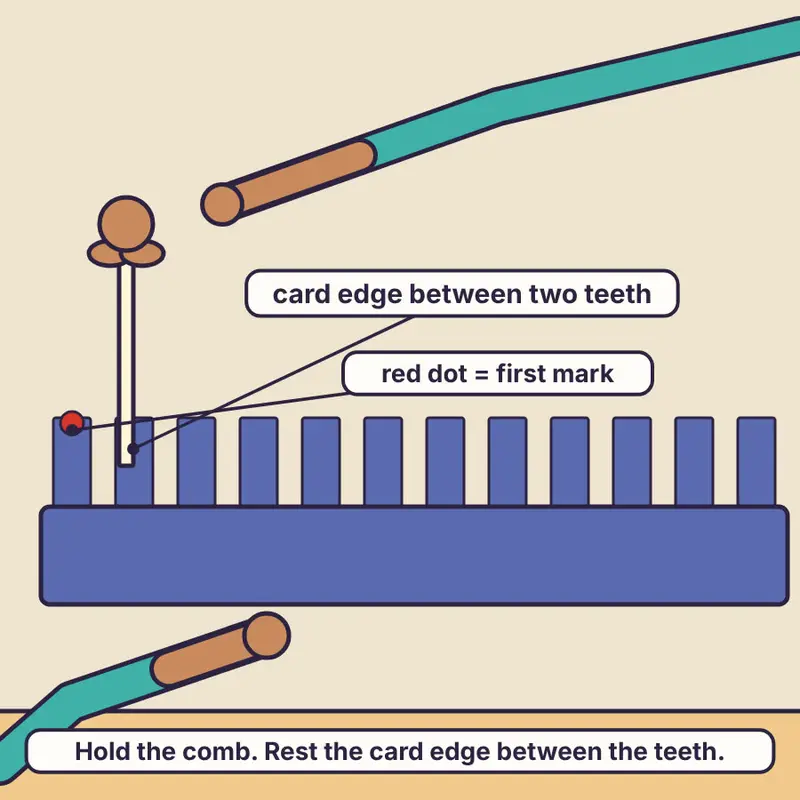 card edge between two teeth
red dot = first mark
Hold the comb. Rest the card edge between the teeth.